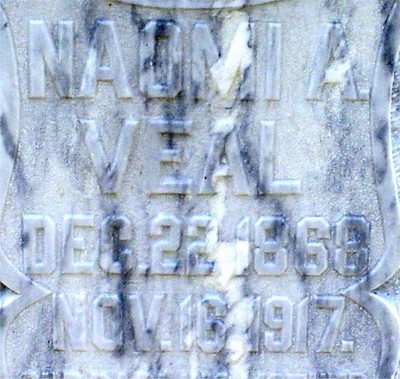 NAOMI A.
VEAL
DEC. 22, 1868
NOV. 16, 1917.